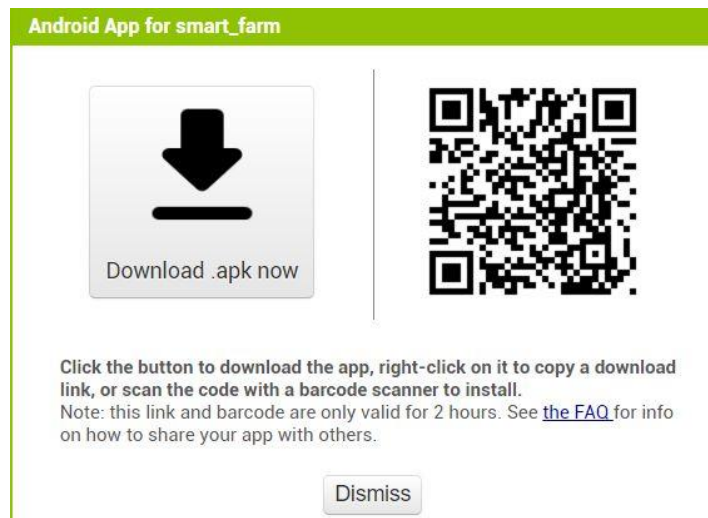 Android App for smart_farm
Download .apk now
Click the button to download the app, right-click on it to copy a download
link, or scan the code with a barcode scanner to install.
Note: this link and barcode are only valid for 2 hours. See the FAQ for info
on how to share your app with others.
Dismiss